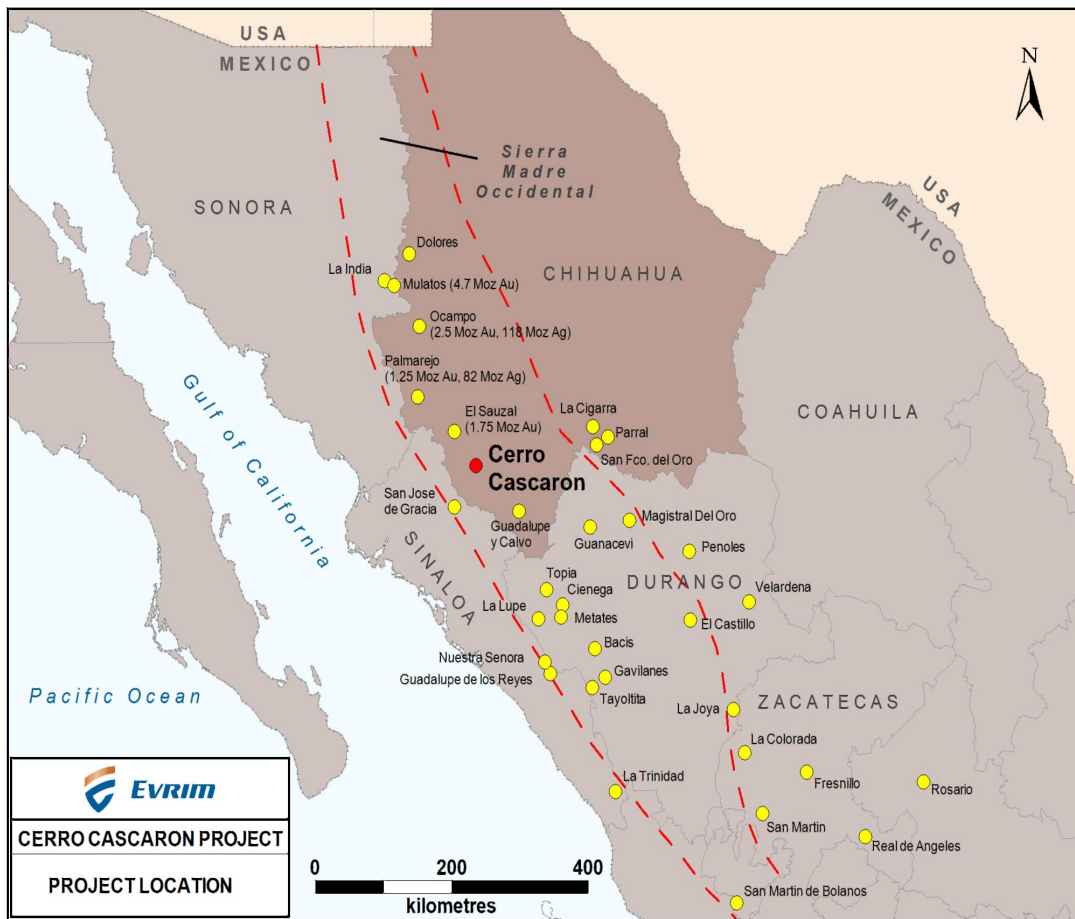 USA
MEXICO
N
Sierra
Madre
Occidental
USA
MEXICO
SONORA
Dolores
CHIHUAHUA
La India
Mulatos (4.7 Moz Au)
Ocampo
(2.5 Moz Au, 118 Moz Ag)
Palmarejo
(1.25 Moz Au, 82 Moz Ag)
COAHUILA
Gulf of California
El Sauzal
(1.75 Moz Au)
La Cigarra
Parral
San Fco. del Oro
Cerro
Cascaron
San Jose
de Gracia
Guadalupe
y Calvo
Magistral Del Oro
Guanacevi
Penoles
SINALOA
Topia
DURANGO
Cienega
Velardena
La Lupe
Metates
El Castillo
Bacis
Nuestra Senora
Gavilanes
Guadalupe de los Reyes
Tayoltita
Pacific Ocean
La Joya
ZACATECAS
La Colorada
La Trinidad
Fresnillo
Rosario
San Martin
Real de Angeles
San Martin de Bolanos
EVRIM
CERRO CASCARON PROJECT
PROJECT LOCATION
0 200 400
kilometres